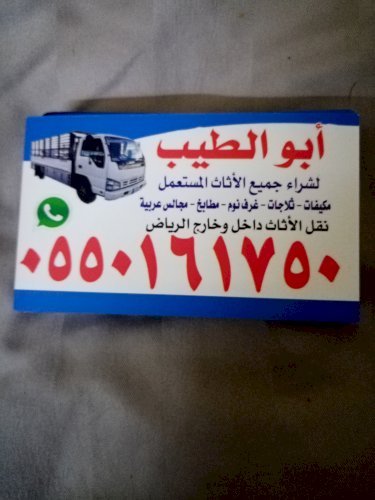 أبو الطيب
لشراء جميع الأثاث المستعمل
مكيفات - ثلاجات - غرف نوم - مطابخ - مجالس عربية
نقل الأثاث داخل وخارج الرياض
٠٥٥٠١٦١٧٥٠